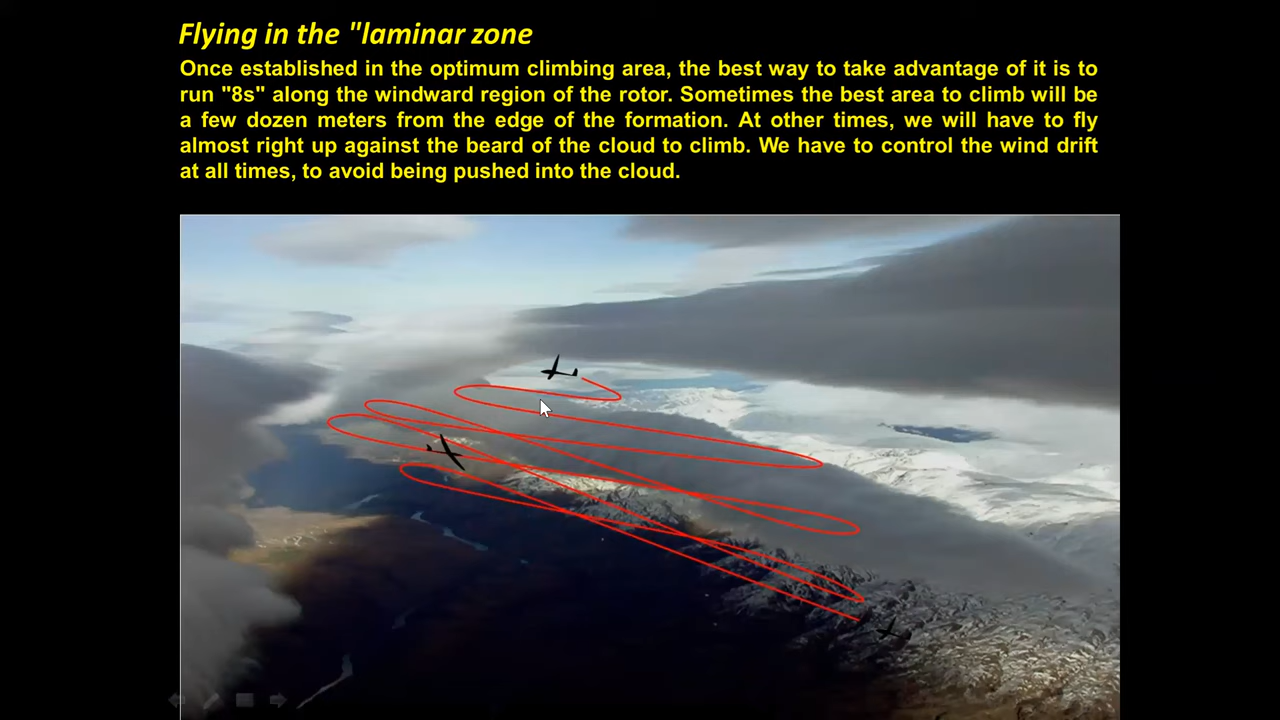 Flying in the "laminar zone
Once established in the optimum climbing area, the best way to take advantage of it is to
run "8s" along the windward region of the rotor. Sometimes the best area to climb will be
a few dozen meters from the edge of the formation. At other times, we will have to fly
almost right up against the beard of the cloud to climb. We have to control the wind drift
at all times, to avoid being pushed into the cloud.